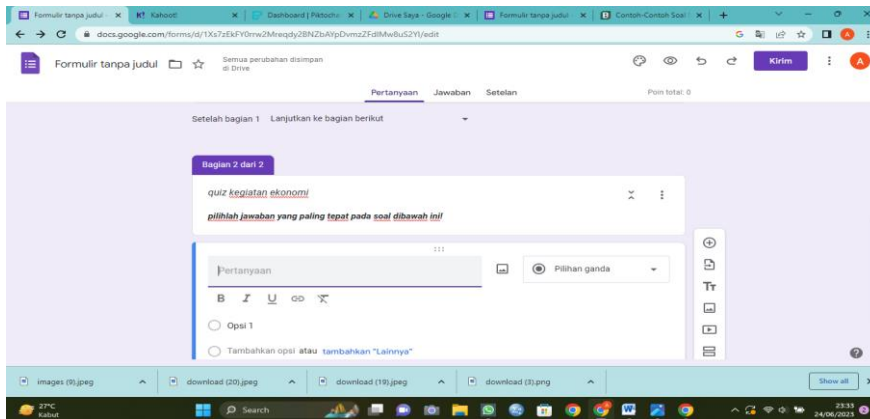 Formulir tanpa judul
Kahoot!
Dashboard | Piktocha
Drive Saya - Google
Formulir tanpa judul
Contoh-Contoh Soal
docs.google.com/forms/d/1Xs7zEkFY0rrw2Mreqdy2BNZbAYpDvmzZFdlMw8uS2YI/edit
Formulir tanpa judul
Semua perubahan disimpan
di Drive
Kirim
A
Pertanyaan Jawaban Setelan
Poin total: 0
Setelah bagian 1 Lanjutkan ke bagian berikut
Bagian 2 dari 2
quiz kegiatan ekonomi
pilihlah jawaban yang paling tepat pada soal dibawah ini!
Pertanyaan
Pilihan ganda
B I U
Opsi 1
Tambahkan opsi atau tambahkan "Lainnya"
Tт
images (9).jpeg
download (20).jpeg
download (19).jpeg
download (3).png
Show all
27°C
Kabut
Search
23:33
24/06/2023